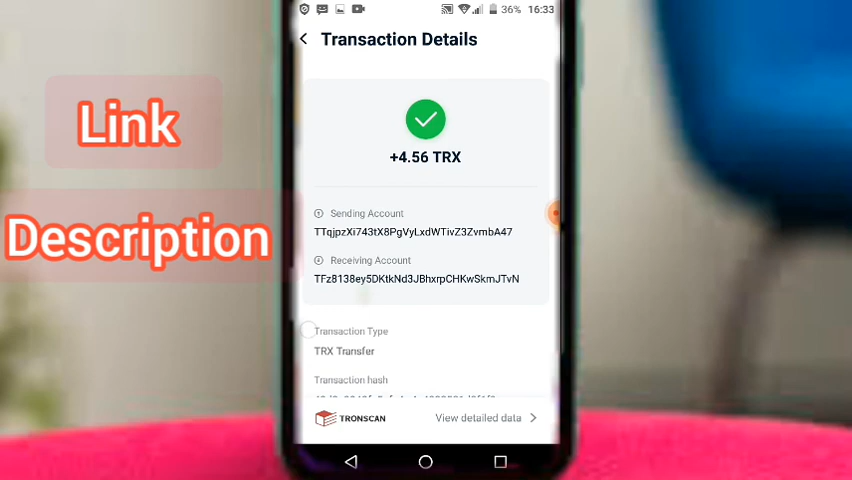 36% 16:33
Transaction Details
+4.56 TRX
Sending Account
TTqjpzXi743tX8PgVyLxdWTivZ3ZvmbA47
Receiving Account
TFz8138ey5DKtkNd3JBhxrpCHKwSkmJTvN
Transaction Type
TRX Transfer
Transaction hash
TRONSCAN
View detailed data
Link
Description